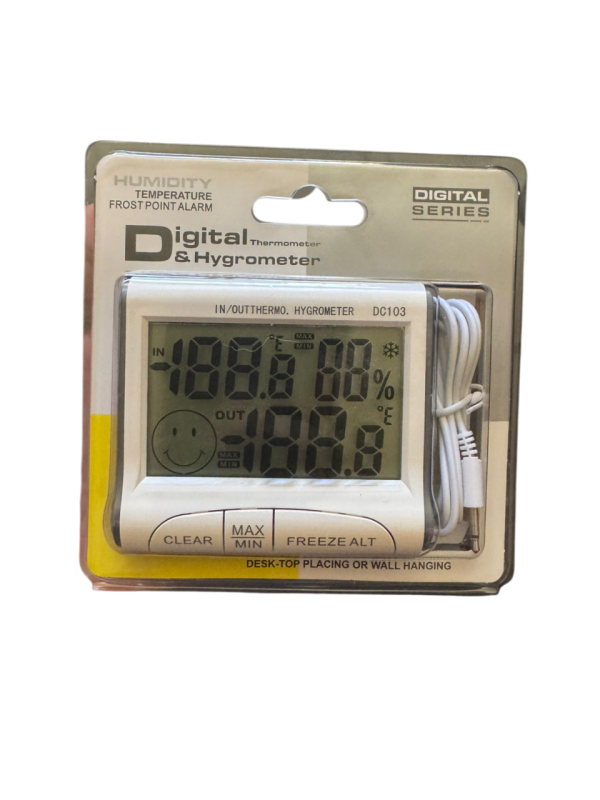 HUMIDITY
TEMPERATURE
FROST POINT ALARM
DIGITAL
SERIES
Digital Thermometer
& Hygrometer
IN/OUTTHERMO. HYGROMETER DC103
IN
-188.8
MAX
MIN
88%
OUT
-188.8
MAX
MIN
CLEAR
MAX
MIN
FREEZE ALT
DESK-TOP PLACING OR WALL HANGING